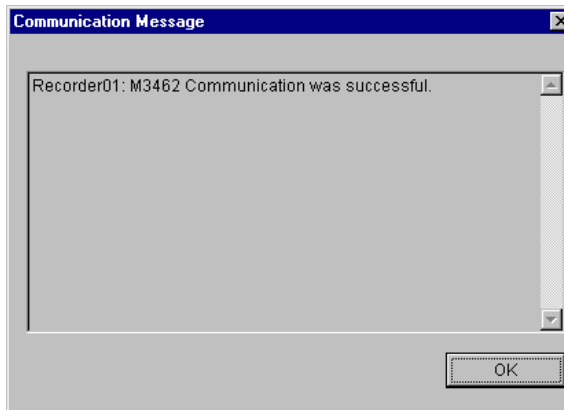 Communication Message
Recorder01: M3462 Communication was successful.
OK